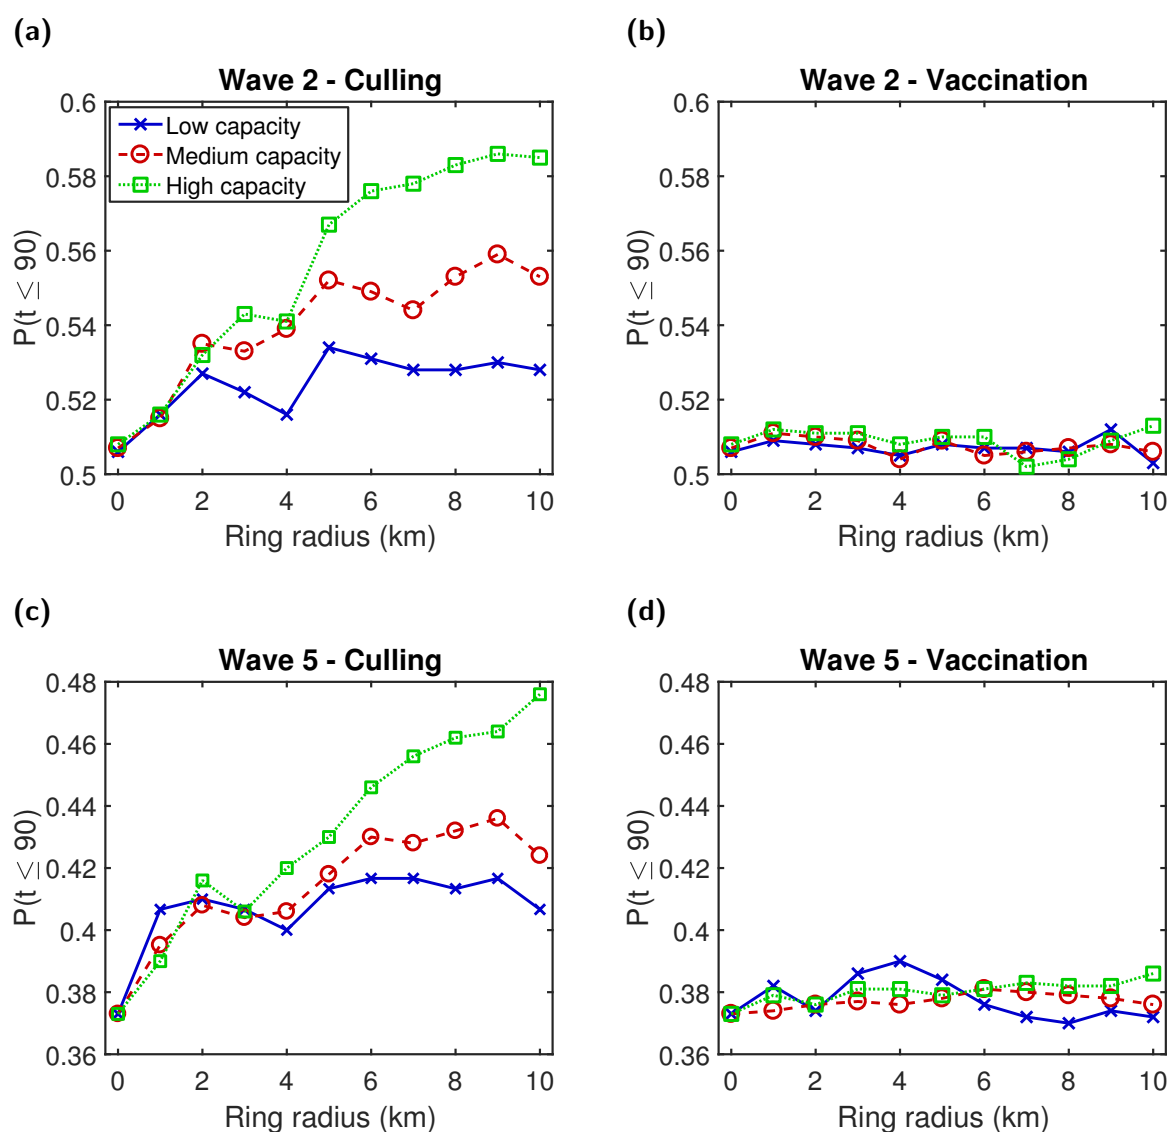 (a)
Wave 2 - Culling
0.6
0.58
0.56
0.54
0.52
0.5
P(t ≤ 90)
Low capacity
Medium capacity
High capacity
0 2 4 6 8 10
Ring radius (km)
(b)
Wave 2 - Vaccination
0.6
0.58
0.56
0.54
0.52
0.5
P(t ≤ 90)
0 2 4 6 8 10
Ring radius (km)
(c)
Wave 5 - Culling
0.48
0.46
0.44
0.42
0.4
0.38
0.36
P(t ≤ 90)
0 2 4 6 8 10
Ring radius (km)
(d)
Wave 5 - Vaccination
0.48
0.46
0.44
0.42
0.4
0.38
0.36
P(t ≤ 90)
0 2 4 6 8 10
Ring radius (km)